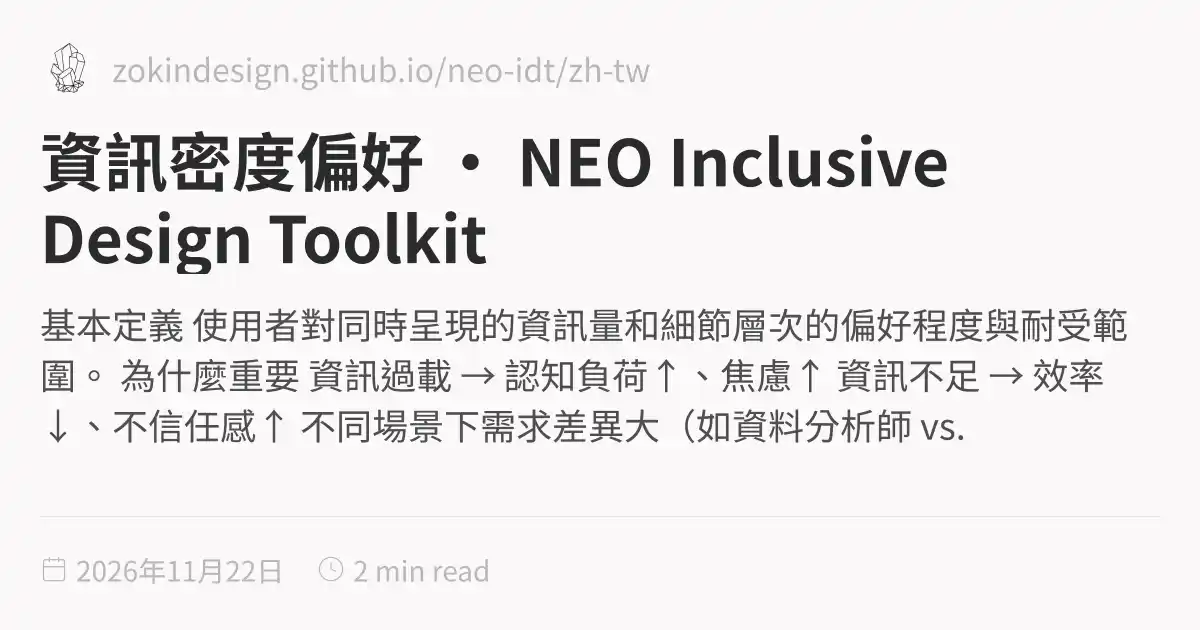 zokindesign.github.io/neo-idt/zh-tw
資訊密度偏好 · NEO Inclusive
Design Toolkit
基本定義 使用者對同時呈現的資訊量和細節層次的偏好程度與耐受範
圍。 為什麼重要 資訊過載 → 認知負荷↑、焦慮↑ 資訊不足 → 效率
↓、不信任感↑ 不同場景下需求差異大（如資料分析師 vs.
2026年11月22日 2 min read